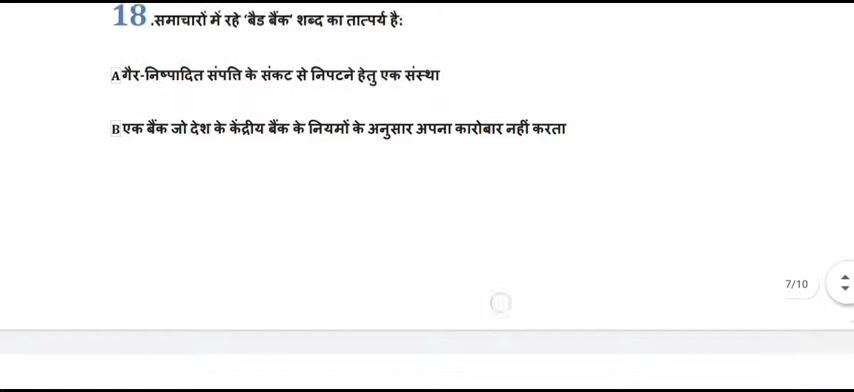 18.समाचारों में रहे 'बैड बैंक' शब्द का तात्पर्य है:
A गैर-निष्पादित संपत्ति के संकट से निपटने हेतु एक संस्था
B एक बैंक जो देश के केंद्रीय बैंक के नियमों के अनुसार अपना कारोबार नहीं करता
7/10